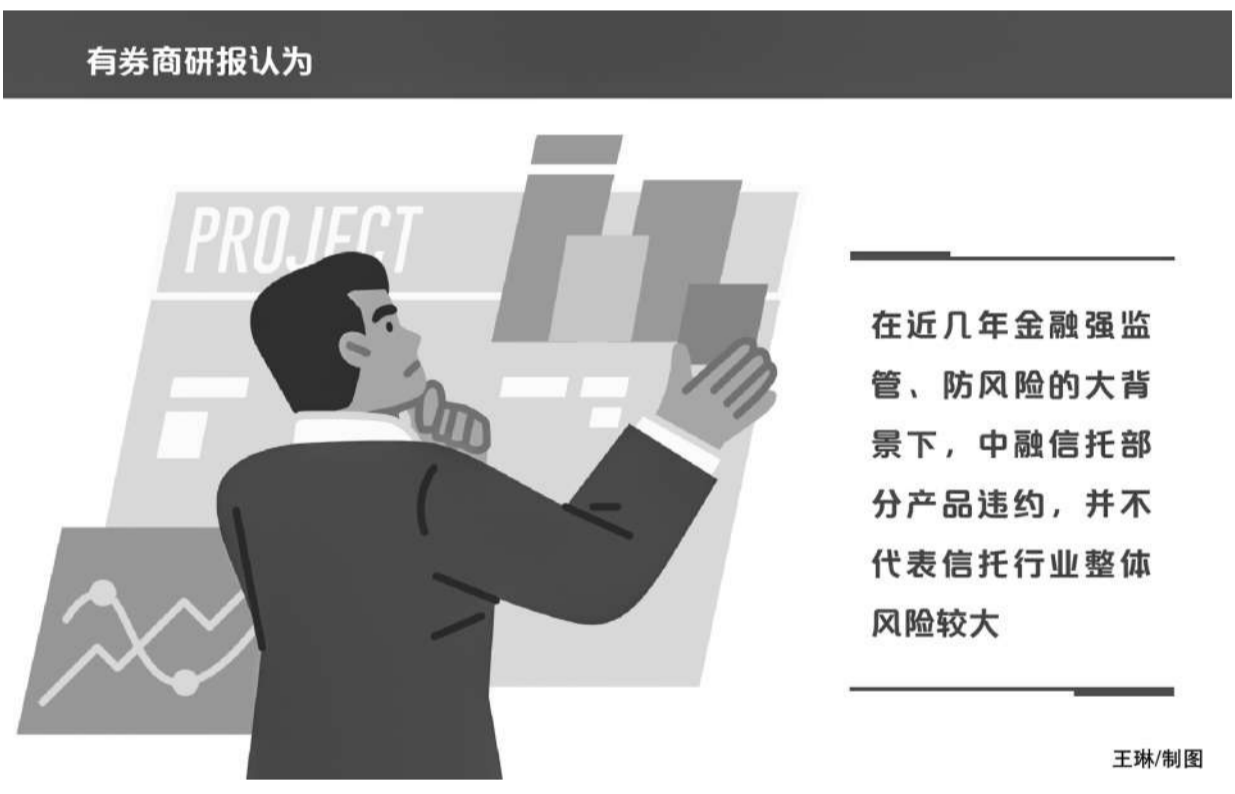 有券商研报认为
PROJECT
在近几年金融强监
管、防风险的大背
景下，中融信托部
分产品违约，并不
代表信托行业整体
风险较大
王琳/制图